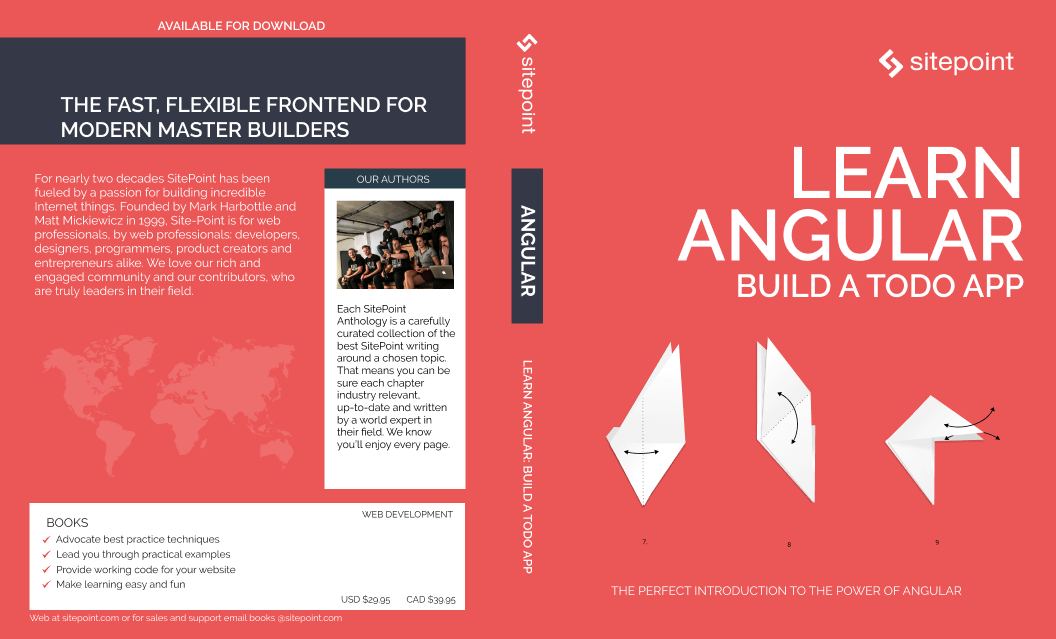 AVAILABLE FOR DOWNLOAD
THE FAST, FLEXIBLE FRONTEND FOR
MODERN MASTER BUILDERS
For nearly two decades SitePoint has been
fueled by a passion for building incredible
Internet things. Founded by Mark Harbottle and
Matt Mickiewicz in 1999, Site-Point is for web
professionals, by web professionals: developers,
designers, programmers, product creators and
entrepreneurs alike. We love our rich and
engaged community and our contributors, who
are truly leaders in their field.
OUR AUTHORS
Each SitePoint
Anthology is a carefully
curated collection of the
best SitePoint writing
around a chosen topic.
That means you can be
sure each chapter
industry relevant,
up-to-date and written
by a world expert in
their field. We know
you'll enjoy every page.
WEB DEVELOPMENT
BOOKS
Advocate best practice techniques
Lead you through practical examples
Provide working code for your website
Make learning easy and fun
USD $29.95 CAD $39.95
Web at sitepoint.com or for sales and support email books @sitepoint.com
sitepoint
ANGULAR
LEARN ANGULAR: BUILD A TODO APP
sitepoint
LEARN
ANGULAR
BUILD A TODO APP
7.
8
9
THE PERFECT INTRODUCTION TO THE POWER OF ANGULAR